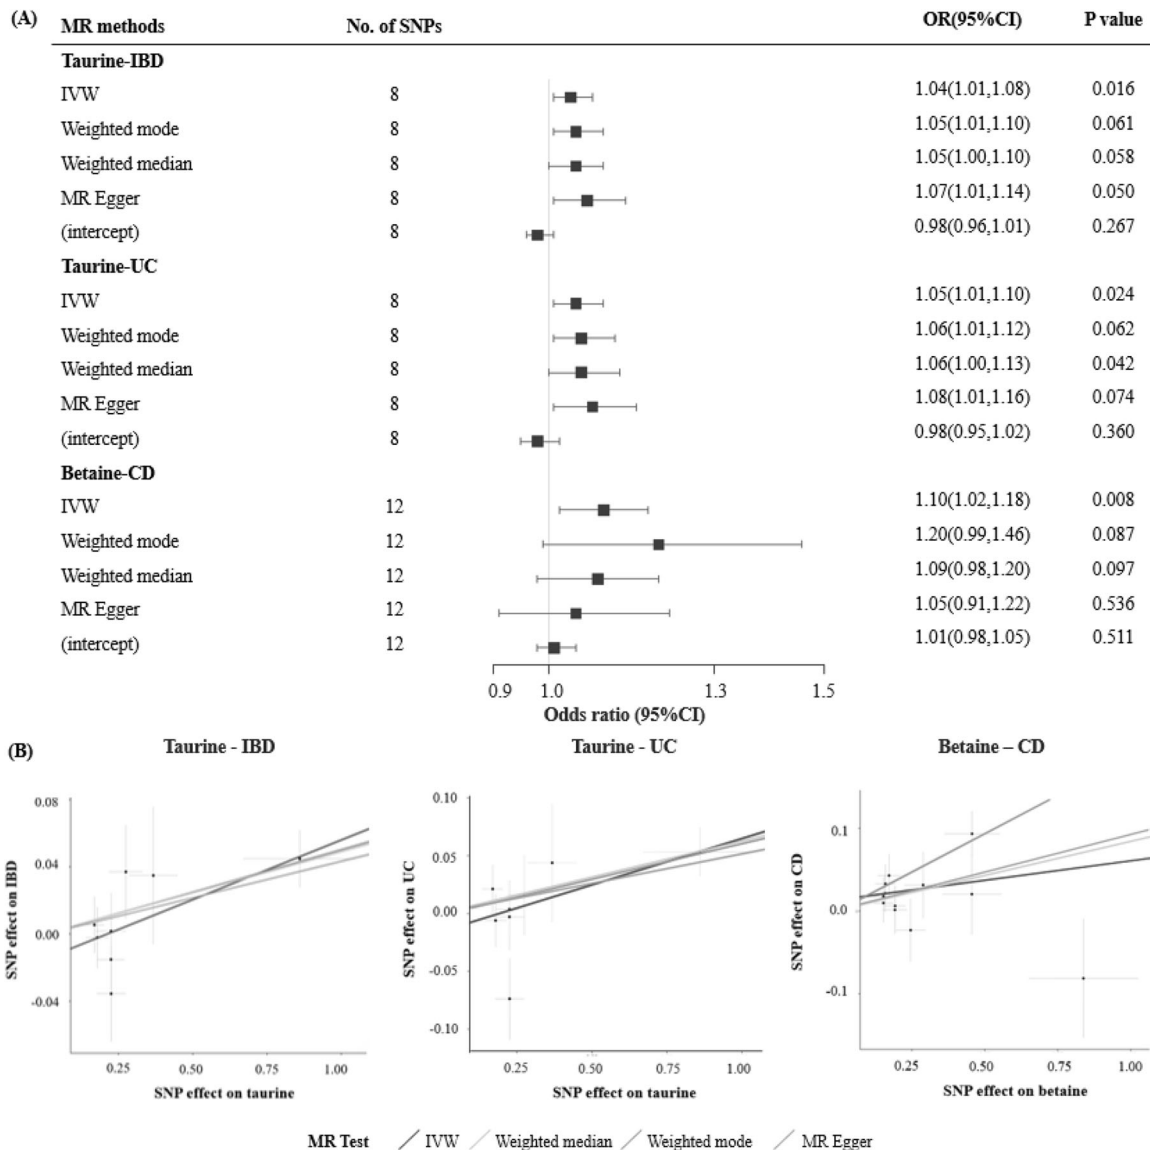 (A)
MR methods No. of SNPs OR(95%CI) P value
Taurine-IBD
IVW 8 1.04(1.01,1.08) 0.016
Weighted mode 8 1.05(1.01,1.10) 0.061
Weighted median 8 1.05(1.00,1.10) 0.058
MR Egger 8 1.07(1.01,1.14) 0.050
(intercept) 8 0.98(0.96,1.01) 0.267
Taurine-UC
IVW 8 1.05(1.01,1.10) 0.024
Weighted mode 8 1.06(1.01,1.12) 0.062
Weighted median 8 1.06(1.00,1.13) 0.042
MR Egger 8 1.08(1.01,1.16) 0.074
(intercept) 8 0.98(0.95,1.02) 0.360
Betaine-CD
IVW 12 1.10(1.02,1.18) 0.008
Weighted mode 12 1.20(0.99,1.46) 0.087
Weighted median 12 1.09(0.98,1.20) 0.097
MR Egger 12 1.05(0.91,1.22) 0.536
(intercept) 12 1.01(0.98,1.05) 0.511
0.9 1.0 1.3 1.5
Odds ratio (95%CI)
(B)
Taurine - IBD
SNP effect on IBD
0.08
0.04
0.00
-0.04
0.25 0.50 0.75 1.00
SNP effect on taurine
Taurine - UC
SNP effect on UC
0.10
0.05
0.00
-0.05
-0.10
0.25 0.50 0.75 1.00
SNP effect on taurine
Betaine – CD
SNP effect on CD
0.1
0.0
-0.1
0.25 0.50 0.75 1.00
SNP effect on betaine
MR Test IVW Weighted median Weighted mode MR Egger